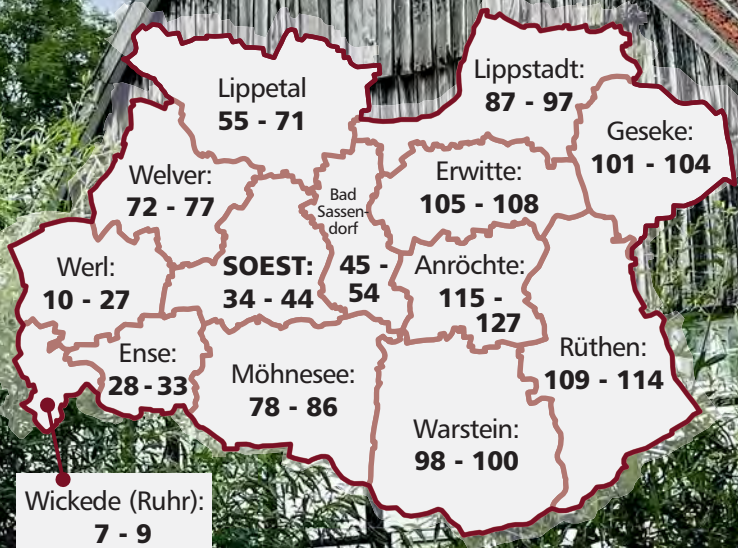 Lippetal
55 - 71
Lippstadt:
87 - 97
Geseke:
101 - 104
Welver:
72 - 77
Bad
Sassen-
dorf
45 -
54
Erwitte:
105 - 108
Werl:
10 - 27
SOEST:
34 - 44
Anröchte:
115 -
127
Ense:
28 - 33
Möhnesee:
78 - 86
Rüthen:
109 - 114
Warstein:
98 - 100
Wickede (Ruhr):
7 - 9